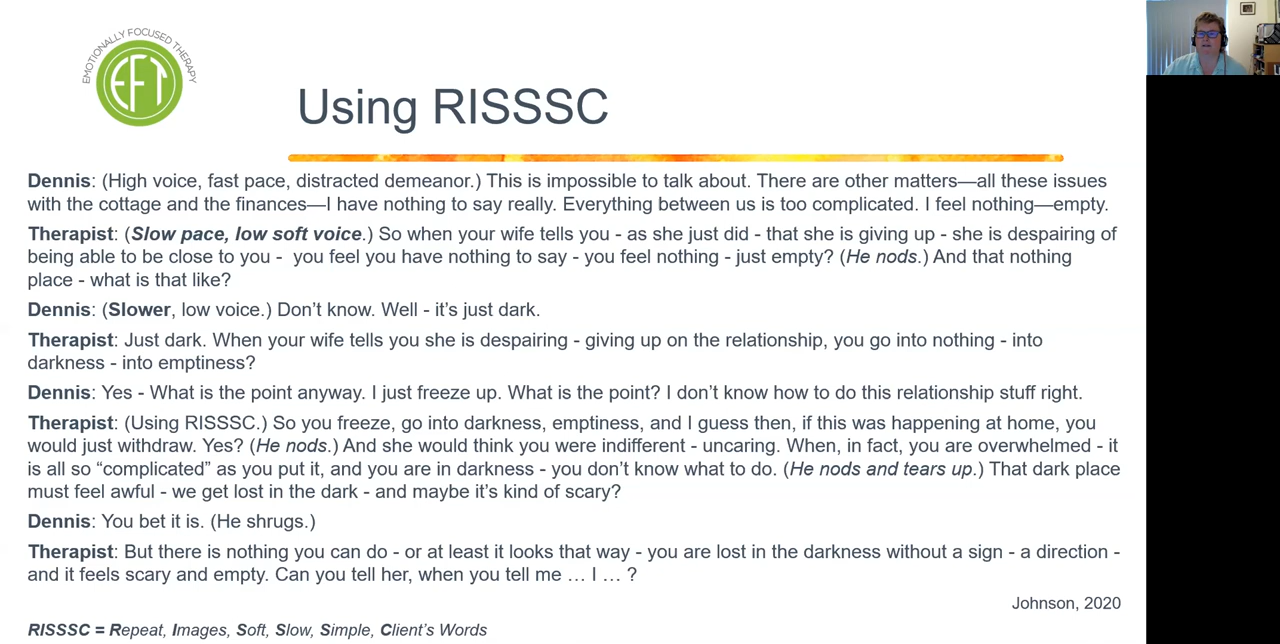 EMOTIONALLY FOCUSED THERAPY
EFT
Using RISSSC
Dennis: (High voice, fast pace, distracted demeanor.) This is impossible to talk about. There are other matters—all these issues
with the cottage and the finances—I have nothing to say really. Everything between us is too complicated. I feel nothing—empty.
Therapist: (Slow pace, low soft voice.) So when your wife tells you - as she just did - that she is giving up - she is despairing of
being able to be close to you - you feel you have nothing to say - you feel nothing - just empty? (He nods.) And that nothing
place - what is that like?
Dennis: (Slower, low voice.) Don’t know. Well - it’s just dark.
Therapist: Just dark. When your wife tells you she is despairing - giving up on the relationship, you go into nothing - into
darkness - into emptiness?
Dennis: Yes - What is the point anyway. I just freeze up. What is the point? I don’t know how to do this relationship stuff right.
Therapist: (Using RISSSC.) So you freeze, go into darkness, emptiness, and I guess then, if this was happening at home, you
would just withdraw. Yes? (He nods.) And she would think you were indifferent - uncaring. When, in fact, you are overwhelmed - it
is all so “complicated” as you put it, and you are in darkness - you don’t know what to do. (He nods and tears up.) That dark place
must feel awful - we get lost in the dark - and maybe it’s kind of scary?
Dennis: You bet it is. (He shrugs.)
Therapist: But there is nothing you can do - or at least it looks that way - you are lost in the darkness without a sign - a direction -
and it feels scary and empty. Can you tell her, when you tell me … I … ?
Johnson, 2020
RISSSC = Repeat, Images, Soft, Slow, Simple, Client’s Words